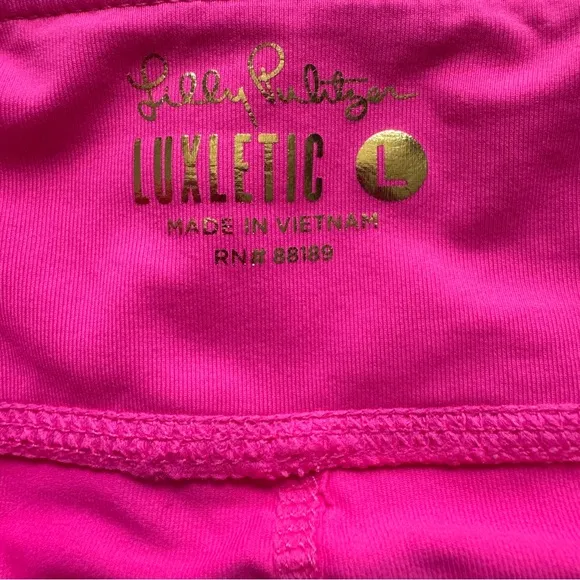 Lilly Pulitzer
LUXLETIC L
MADE IN VIETNAM
RN# 88189